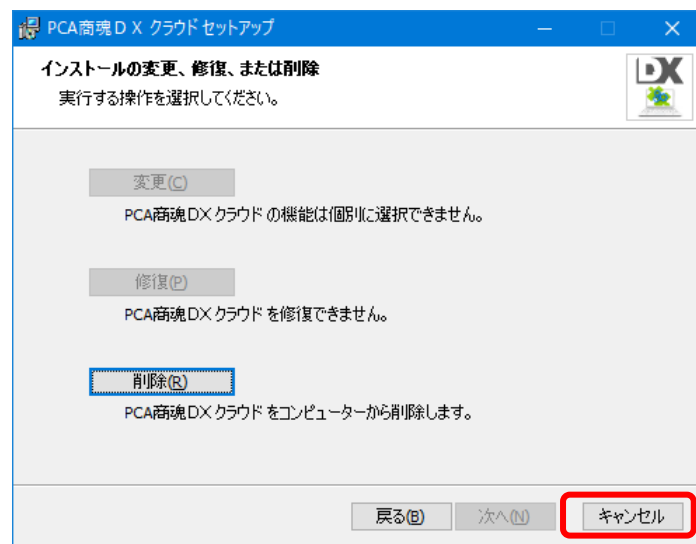 PCA商魂ＤＸ クラウド セットアップ
インストールの変更、修復、または削除
実行する操作を選択してください。
DX
変更(C)
PCA商魂DX クラウド の機能は個別に選択できません。
修復(P)
PCA商魂DX クラウド を修復できません。
削除(R)
PCA商魂DX クラウド をコンピューターから削除します。
戻る(B) 次へ(N) キャンセル